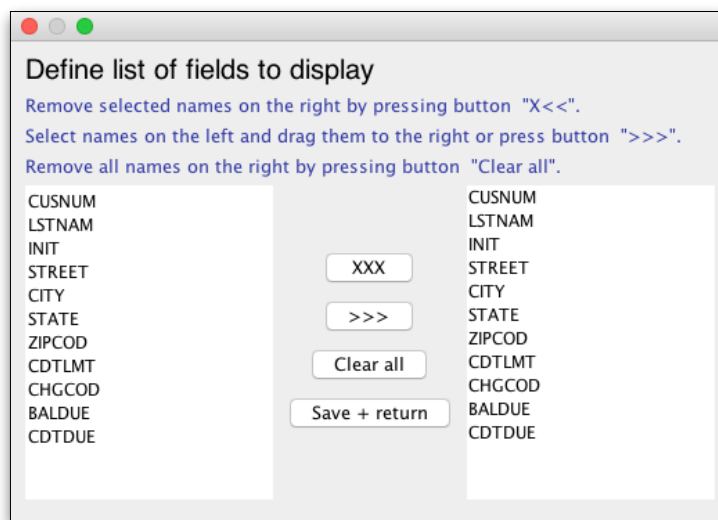 Define list of fields to display
Remove selected names on the right by pressing button "X<<".
Select names on the left and drag them to the right or press button ">>>".
Remove all names on the right by pressing button "Clear all".
CUSNUM
LSTNAM
INIT
STREET
CITY
STATE
ZIPCOD
CDTLMT
CHGCOD
BALDUE
CDTDUE
XXX
>>>
Clear all
Save + return
CUSNUM
LSTNAM
INIT
STREET
CITY
STATE
ZIPCOD
CDTLMT
CHGCOD
BALDUE
CDTDUE